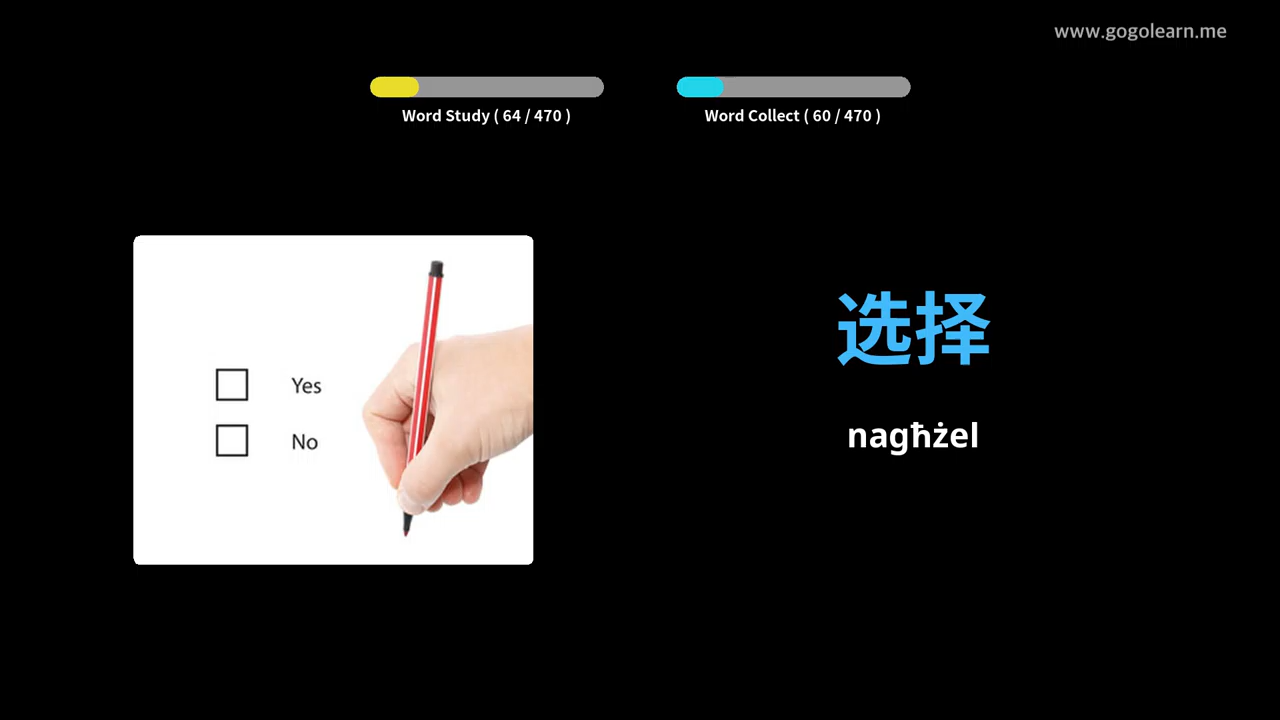 www.gogolearn.me
Word Study ( 64 / 470 )
Word Collect ( 60 / 470 )
Yes
No
选择
nagħżel